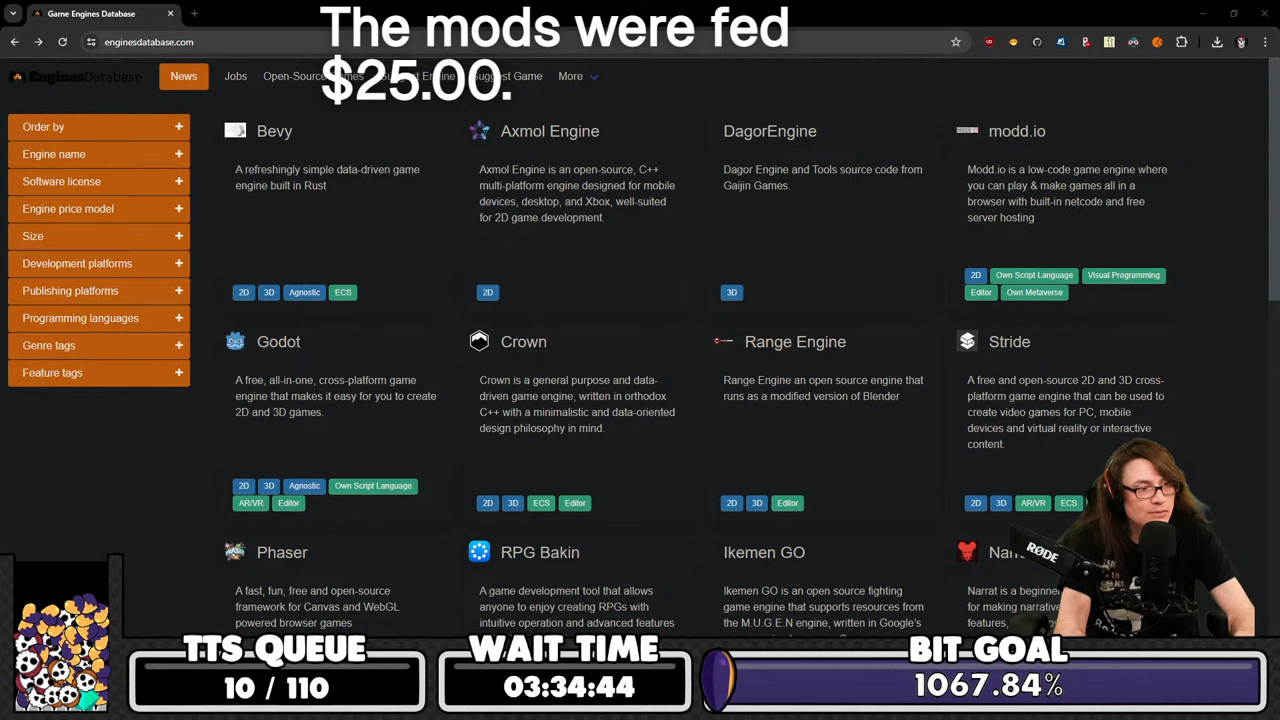 Game Engines Database
enginesdatabase.com
The mods were fed
$25.00.
EnginesDatabase
News
Jobs
Open-Source Games
Suggest Engine
Suggest Game
More
Order by
Engine name
Software license
Engine price model
Size
Development platforms
Publishing platforms
Programming languages
Genre tags
Feature tags
Bevy
A refreshingly simple data-driven game
engine built in Rust
2D 3D Agnostic ECS
Axmol Engine
Axmol Engine is an open-source, C++
multi-platform engine designed for mobile
devices, desktop, and Xbox, well-suited
for 2D game development.
2D
DagorEngine
Dagor Engine and Tools source code from
Gaijin Games.
3D
modd.io
Modd.io is a low-code game engine where
you can play & make games all in a
browser with built-in netcode and free
server hosting
2D Own Script Language Visual Programming
Editor Own Metaverse
Godot
A free, all-in-one, cross-platform game
engine that makes it easy for you to create
2D and 3D games.
2D 3D Agnostic Own Script Language
AR/VR Editor
Crown
Crown is a general purpose and data-
driven game engine, written in orthodox
C++ with a minimalistic and data-oriented
design philosophy in mind.
2D 3D ECS Editor
Range Engine
Range Engine an open source engine that
runs as a modified version of Blender
2D 3D Editor
Stride
A free and open-source 2D and 3D cross-
platform game engine that can be used to
create video games for PC, mobile
devices and virtual reality or interactive
content.
2D 3D AR/VR ECS
Phaser
A fast, fun, free and open-source
framework for Canvas and WebGL
powered browser games
RPG Bakin
A game development tool that allows
anyone to enjoy creating RPGs with
intuitive operation and advanced features
Ikemen GO
Ikemen GO is an open source fighting
game engine that supports resources from
the M.U.G.E.N engine, written in Google's
Narrat is a beginner
for making narrative
features,
RØDE
TTS QUEUE
10 / 110
WAIT TIME
03:34:44
BIT GOAL
1067.84%